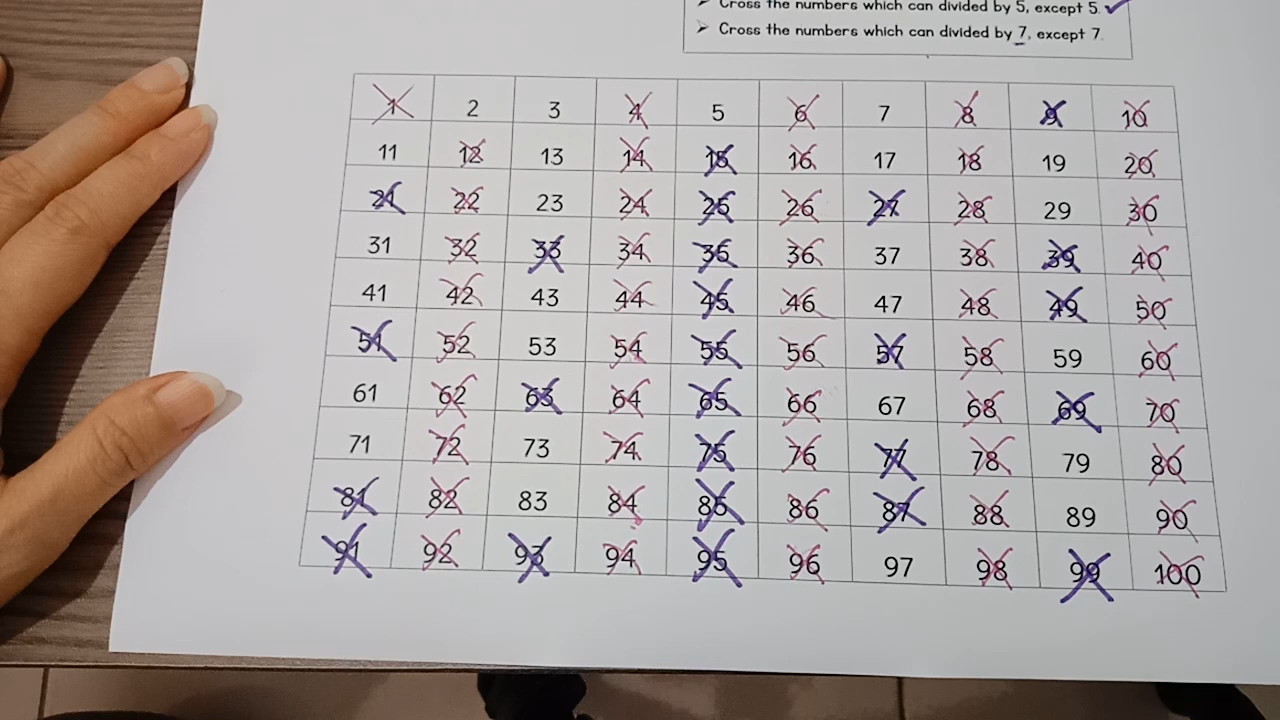 ➢ Cross the numbers which can divided by 5, except 5.
➢ Cross the numbers which can divided by 7, except 7.
1 2 3 4 5 6 7 8 9 10
11 12 13 14 15 16 17 18 19 20
21 22 23 24 25 26 27 28 29 30
31 32 33 34 35 36 37 38 39 40
41 42 43 44 45 46 47 48 49 50
51 52 53 54 55 56 57 58 59 60
61 62 63 64 65 66 67 68 69 70
71 72 73 74 75 76 77 78 79 80
81 82 83 84 85 86 87 88 89 90
91 92 93 94 95 96 97 98 99 100